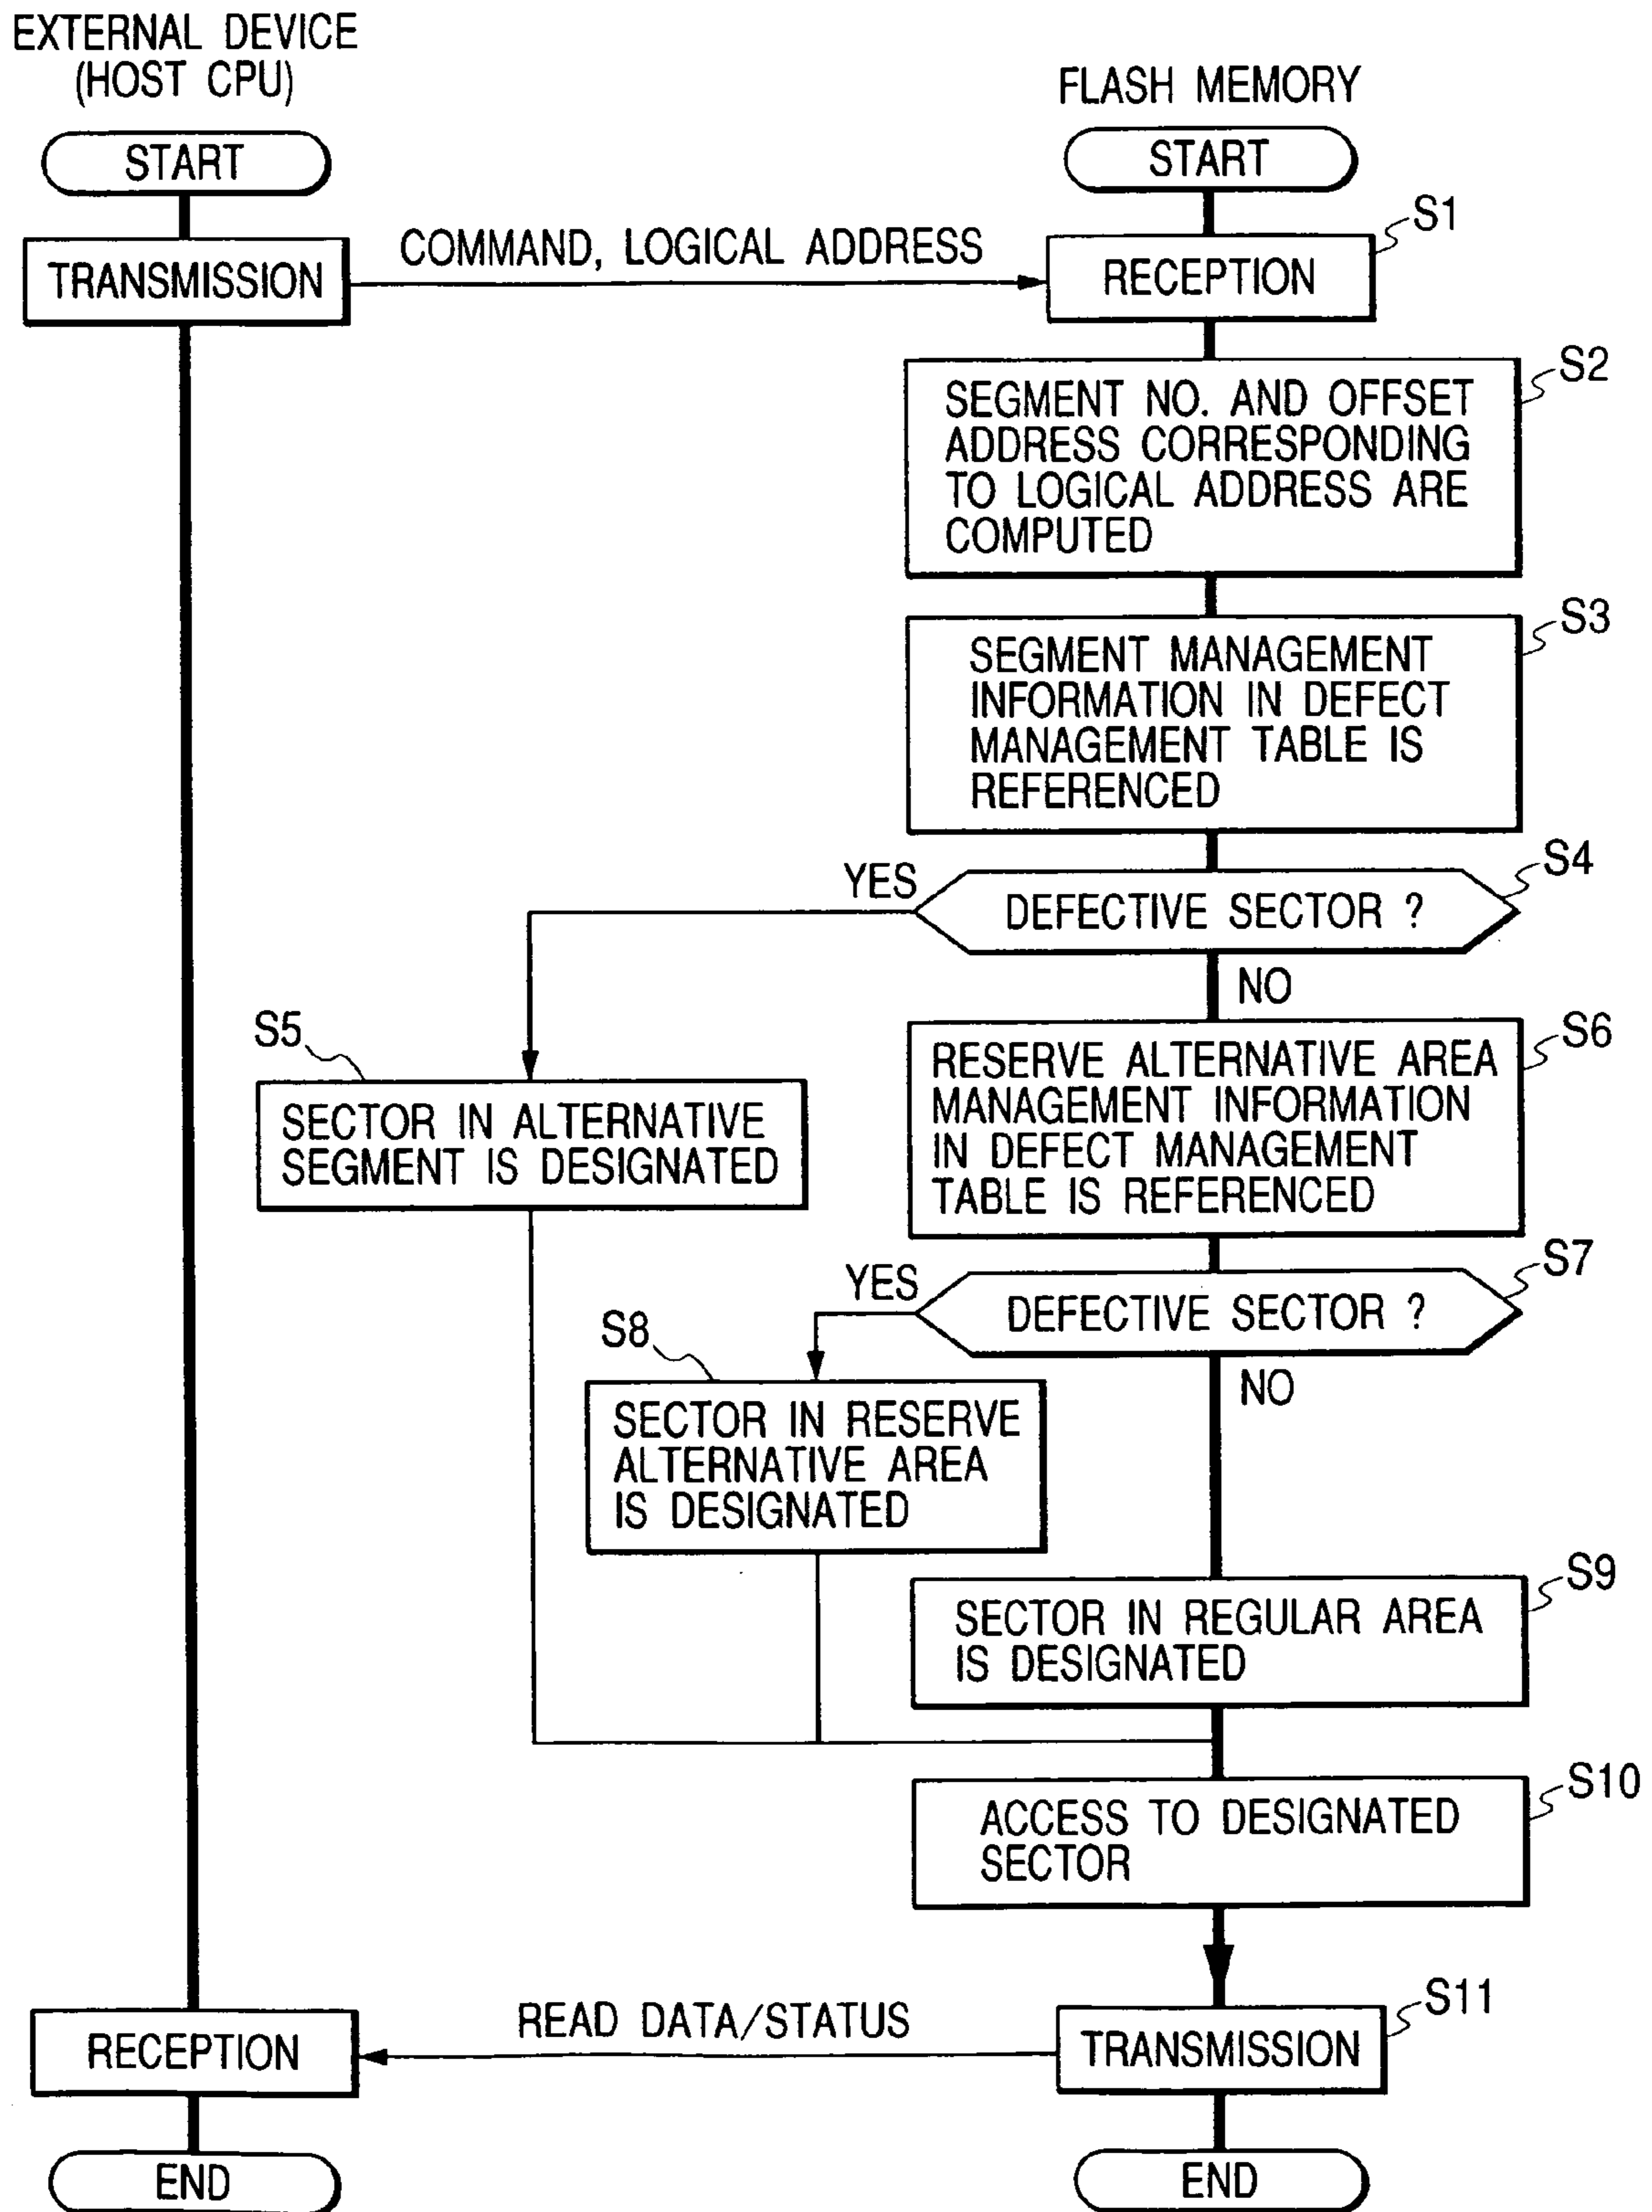 EXTERNAL DEVICE
(HOST CPU)
FLASH MEMORY
START
START
S1
TRANSMISSION
COMMAND, LOGICAL ADDRESS
RECEPTION
S2
SEGMENT NO. AND OFFSET
ADDRESS CORRESPONDING
TO LOGICAL ADDRESS ARE
COMPUTED
S3
SEGMENT MANAGEMENT
INFORMATION IN DEFECT
MANAGEMENT TABLE IS
REFERENCED
S4
YES
DEFECTIVE SECTOR ?
NO
S5
SECTOR IN ALTERNATIVE
SEGMENT IS DESIGNATED
S6
RESERVE ALTERNATIVE AREA
MANAGEMENT INFORMATION
IN DEFECT MANAGEMENT
TABLE IS REFERENCED
S7
YES
DEFECTIVE SECTOR ?
NO
S8
SECTOR IN RESERVE
ALTERNATIVE AREA
IS DESIGNATED
S9
SECTOR IN REGULAR AREA
IS DESIGNATED
S10
ACCESS TO DESIGNATED
SECTOR
S11
READ DATA/STATUS
RECEPTION
TRANSMISSION
END
END